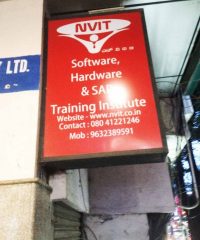 NVIT
Software,
Hardware
& SAP
Training Institute
Website - www.nvit.co.in
Contact : 080 41221246
Mob : 9632389591
LTD.